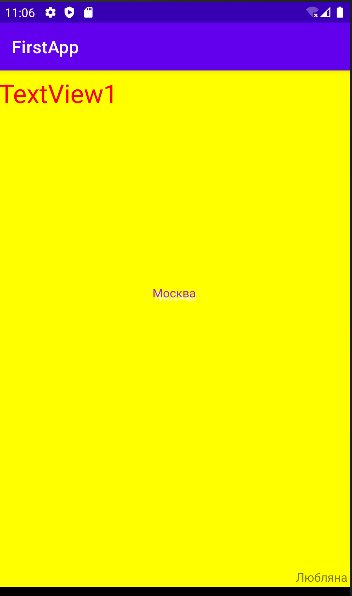 11:06
FirstApp
TextView1
Москва
Любляна